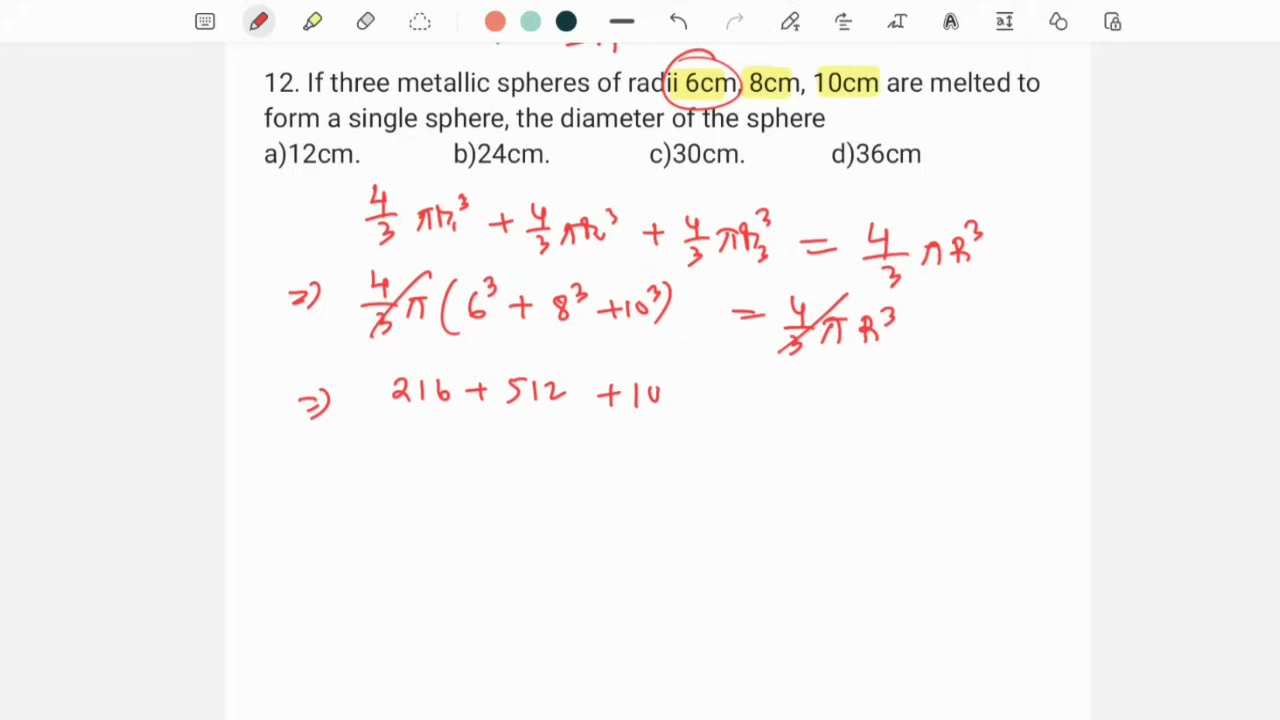 12. If three metallic spheres of radii 6cm, 8cm, 10cm are melted to
form a single sphere, the diameter of the sphere
a)12cm. b)24cm. c)30cm. d)36cm
4/3 πr₁³ + 4/3 πr₂³ + 4/3 πr₃³ = 4/3 πR³
⇒ 4/3 π (6³ + 8³ + 10³) = 4/3 π R³
⇒ 216 + 512 + 10